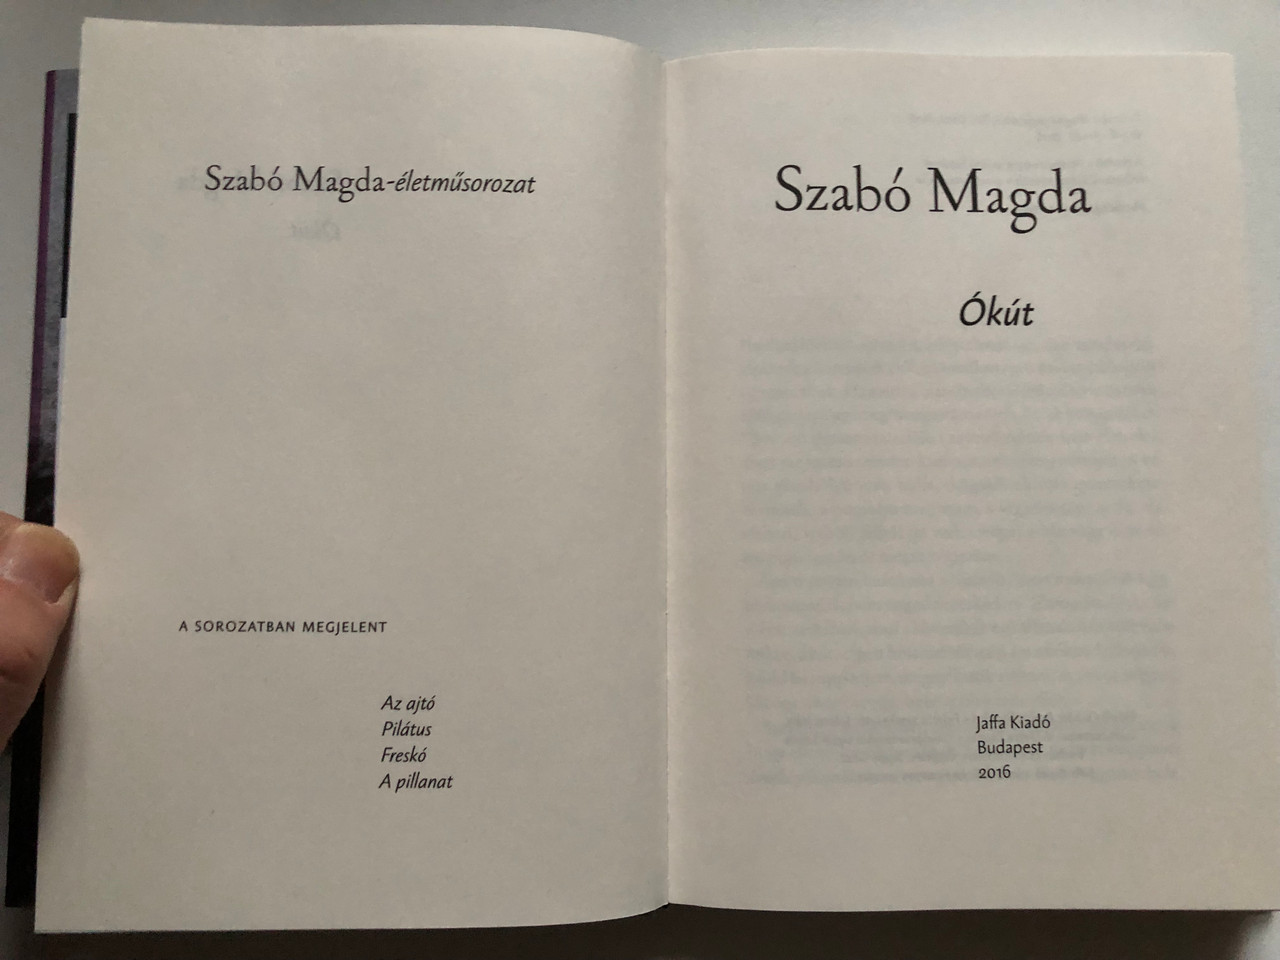 Szabó Magda-életműsorozat
A SOROZATBAN MEGJELENT
Az ajtó
Pilátus
Freskó
A pillanat
Szabó Magda
Ókút
Jaffa Kiadó
Budapest
2016